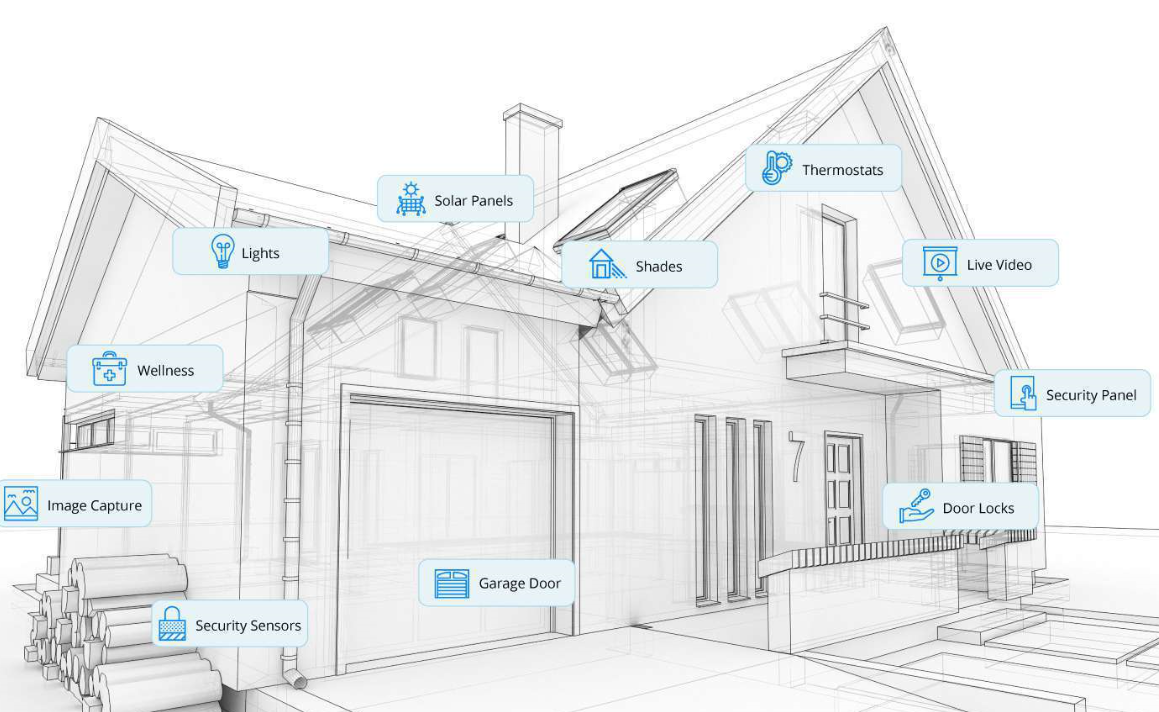 Thermostats
Solar Panels
Lights
Shades
Live Video
Wellness
Security Panel
Image Capture
Door Locks
Garage Door
Security Sensors
7